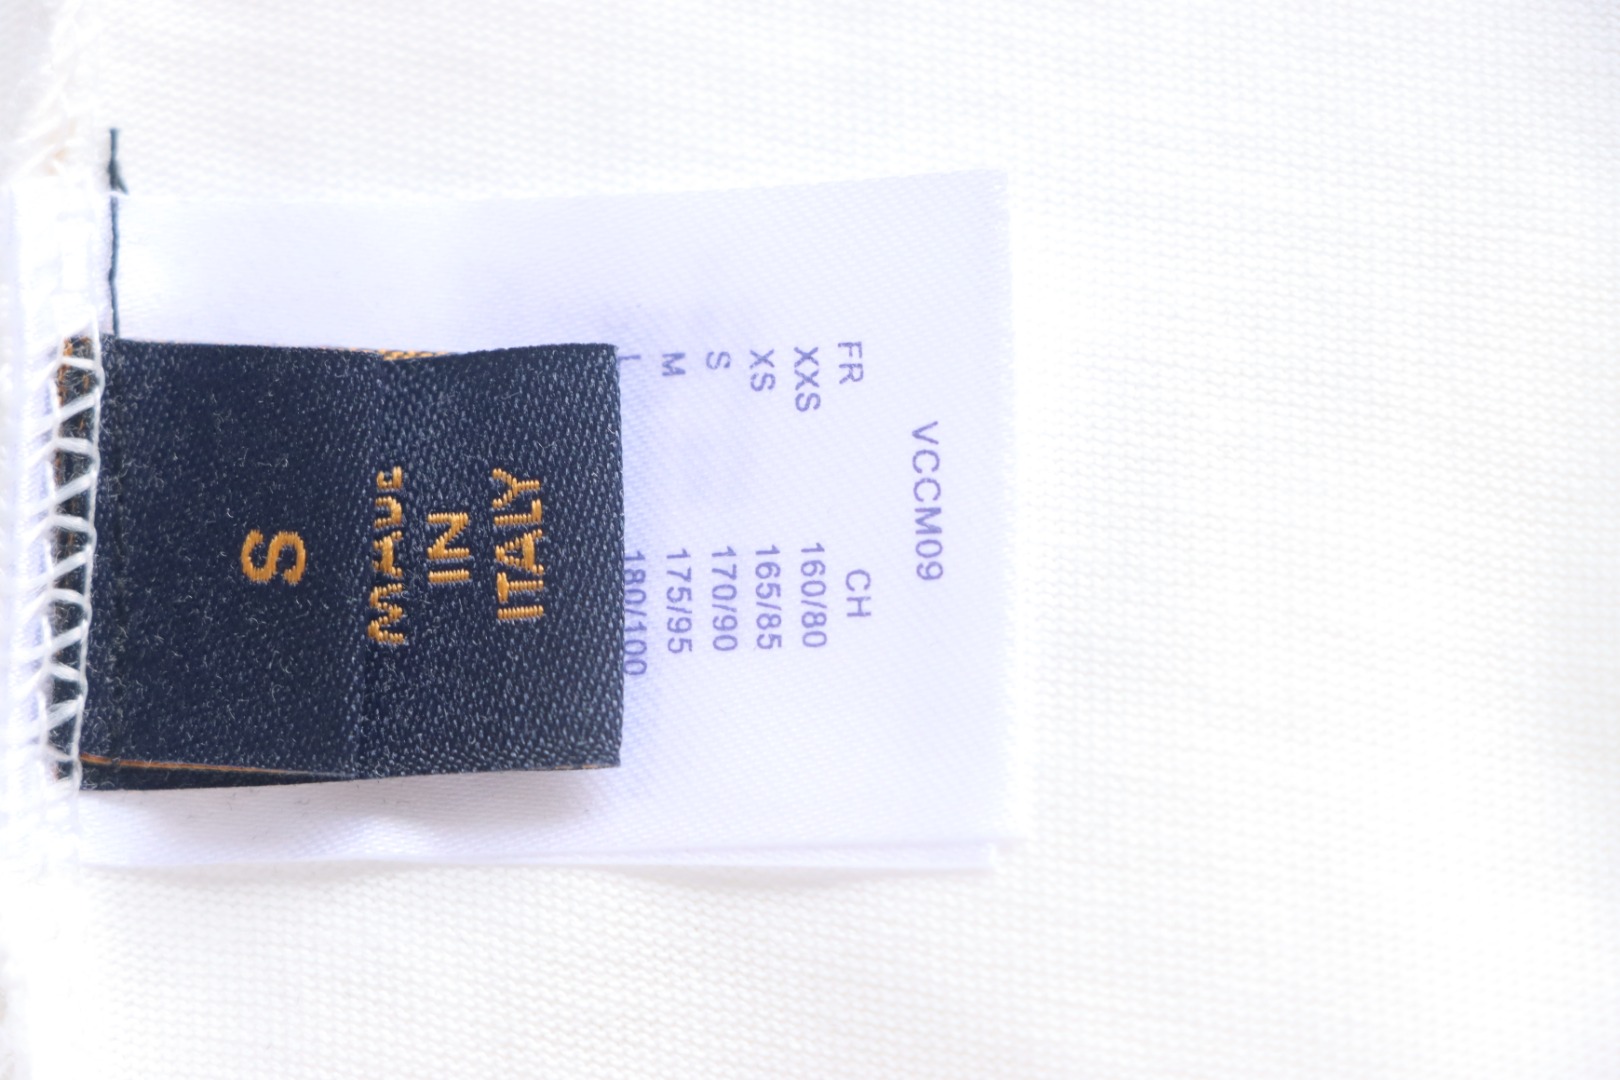 S
MADE
IN
ITALY
VCCM09
FR CH
XXS 160/80
XS 165/85
S 170/90
M 175/95
L 180/100